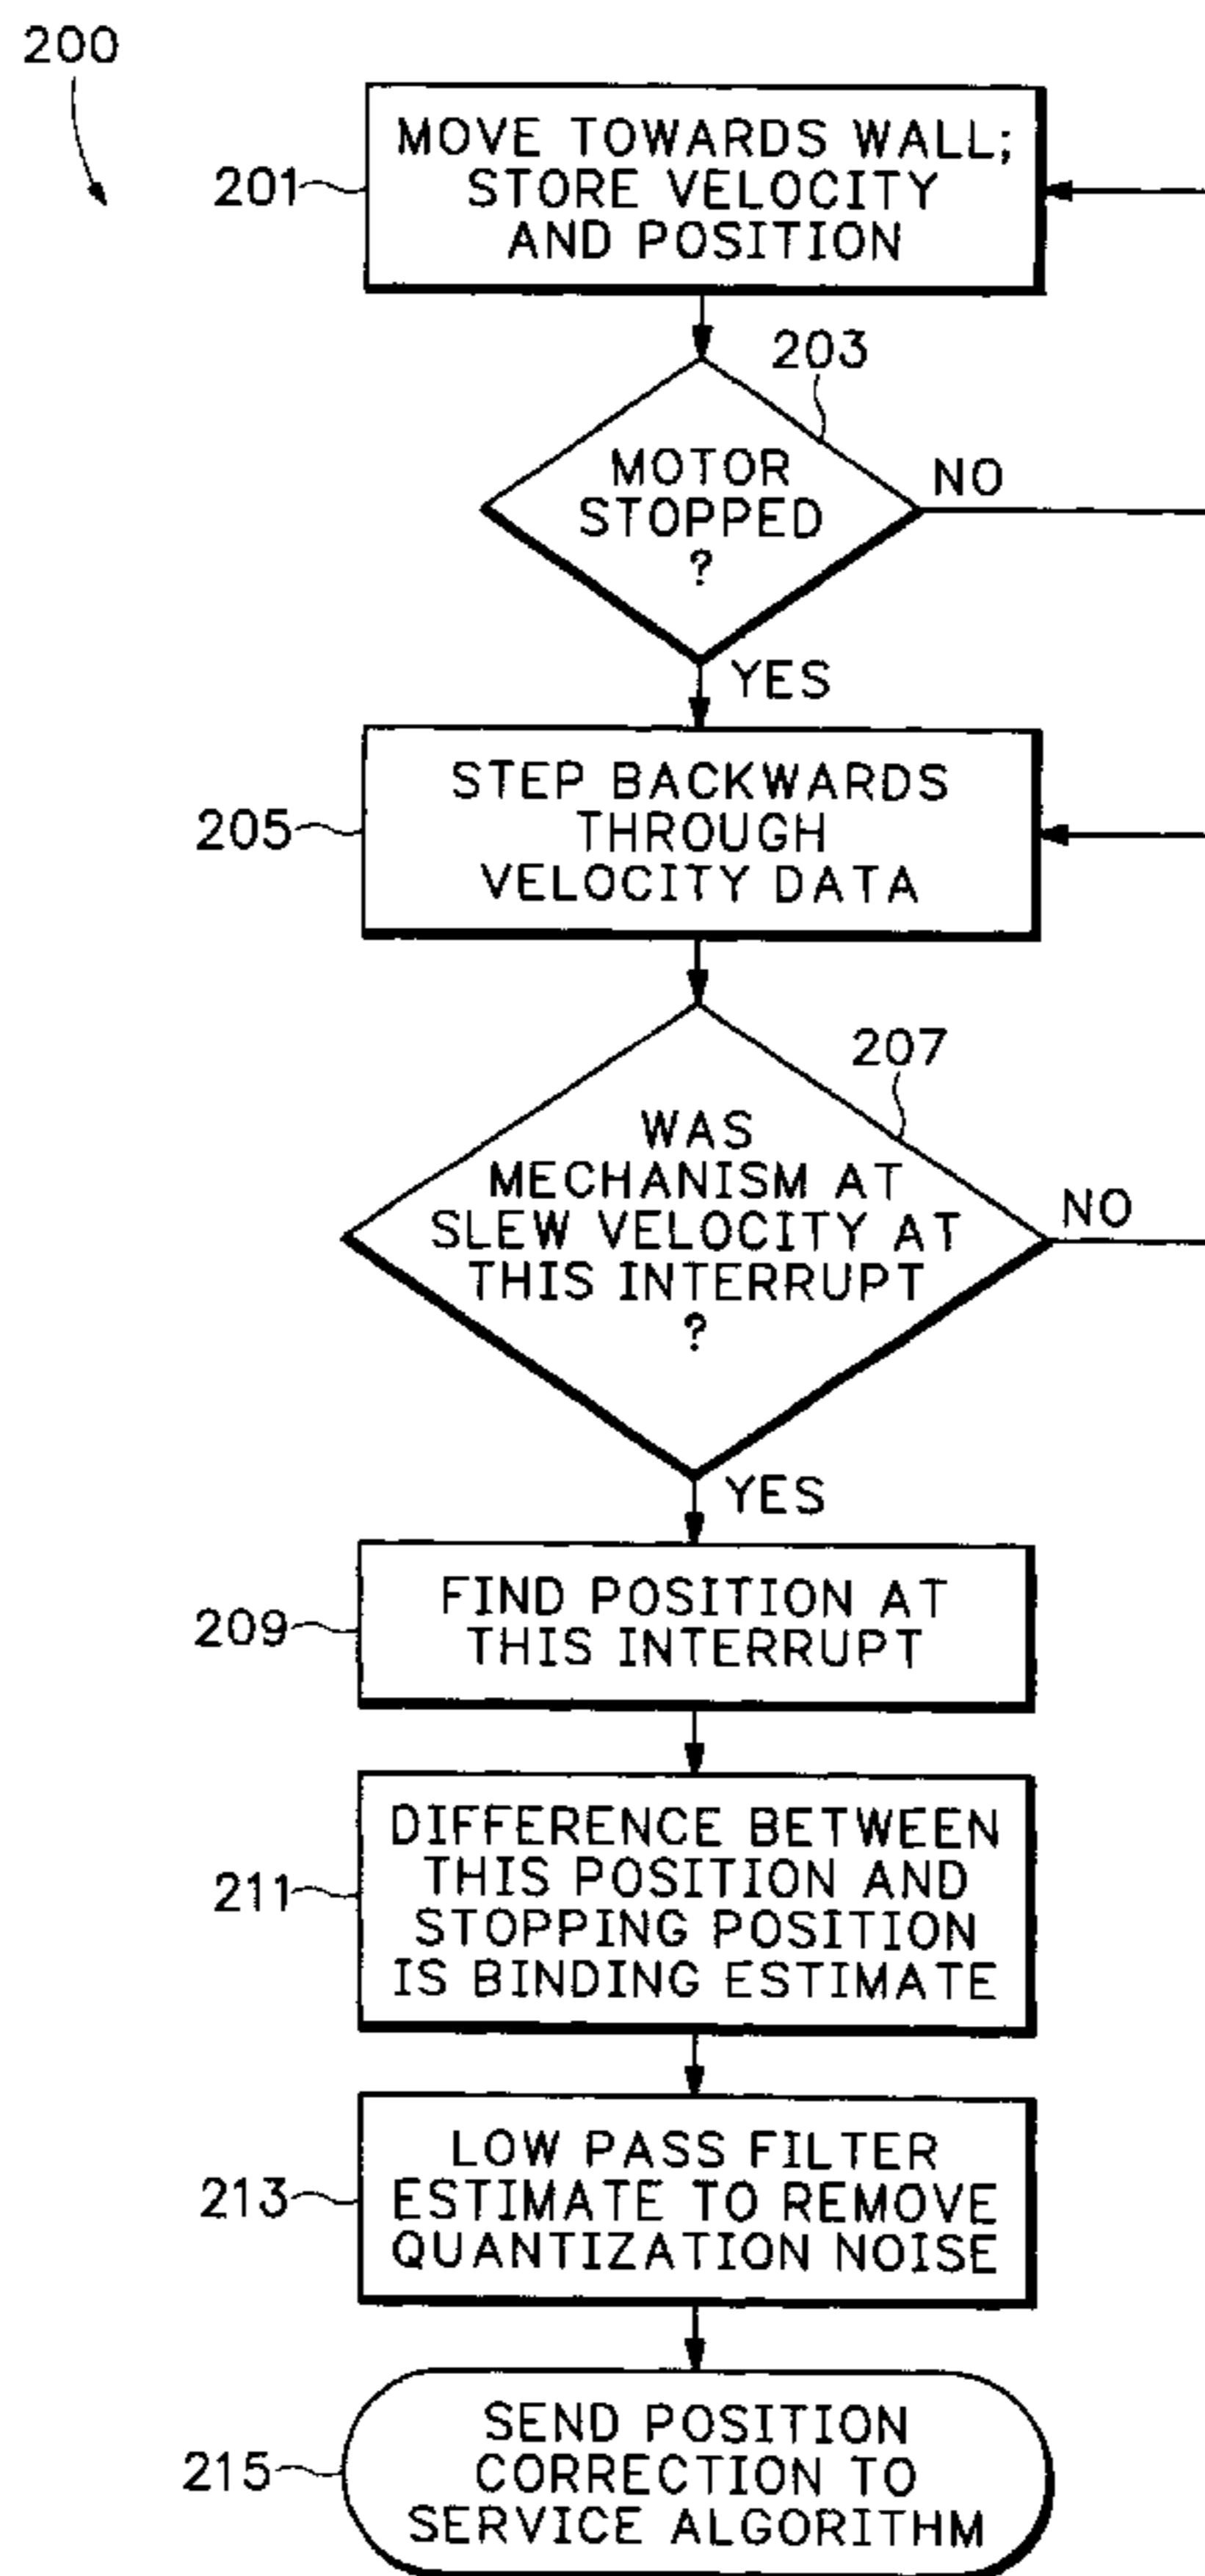 200
201
MOVE TOWARDS WALL;
STORE VELOCITY
AND POSITION
203
MOTOR
STOPPED
?
NO
YES
205
STEP BACKWARDS
THROUGH
VELOCITY DATA
207
WAS
MECHANISM AT
SLEW VELOCITY AT
THIS INTERRUPT
?
NO
YES
209
FIND POSITION AT
THIS INTERRUPT
211
DIFFERENCE BETWEEN
THIS POSITION AND
STOPPING POSITION
IS BINDING ESTIMATE
213
LOW PASS FILTER
ESTIMATE TO REMOVE
QUANTIZATION NOISE
215
SEND POSITION
CORRECTION TO
SERVICE ALGORITHM